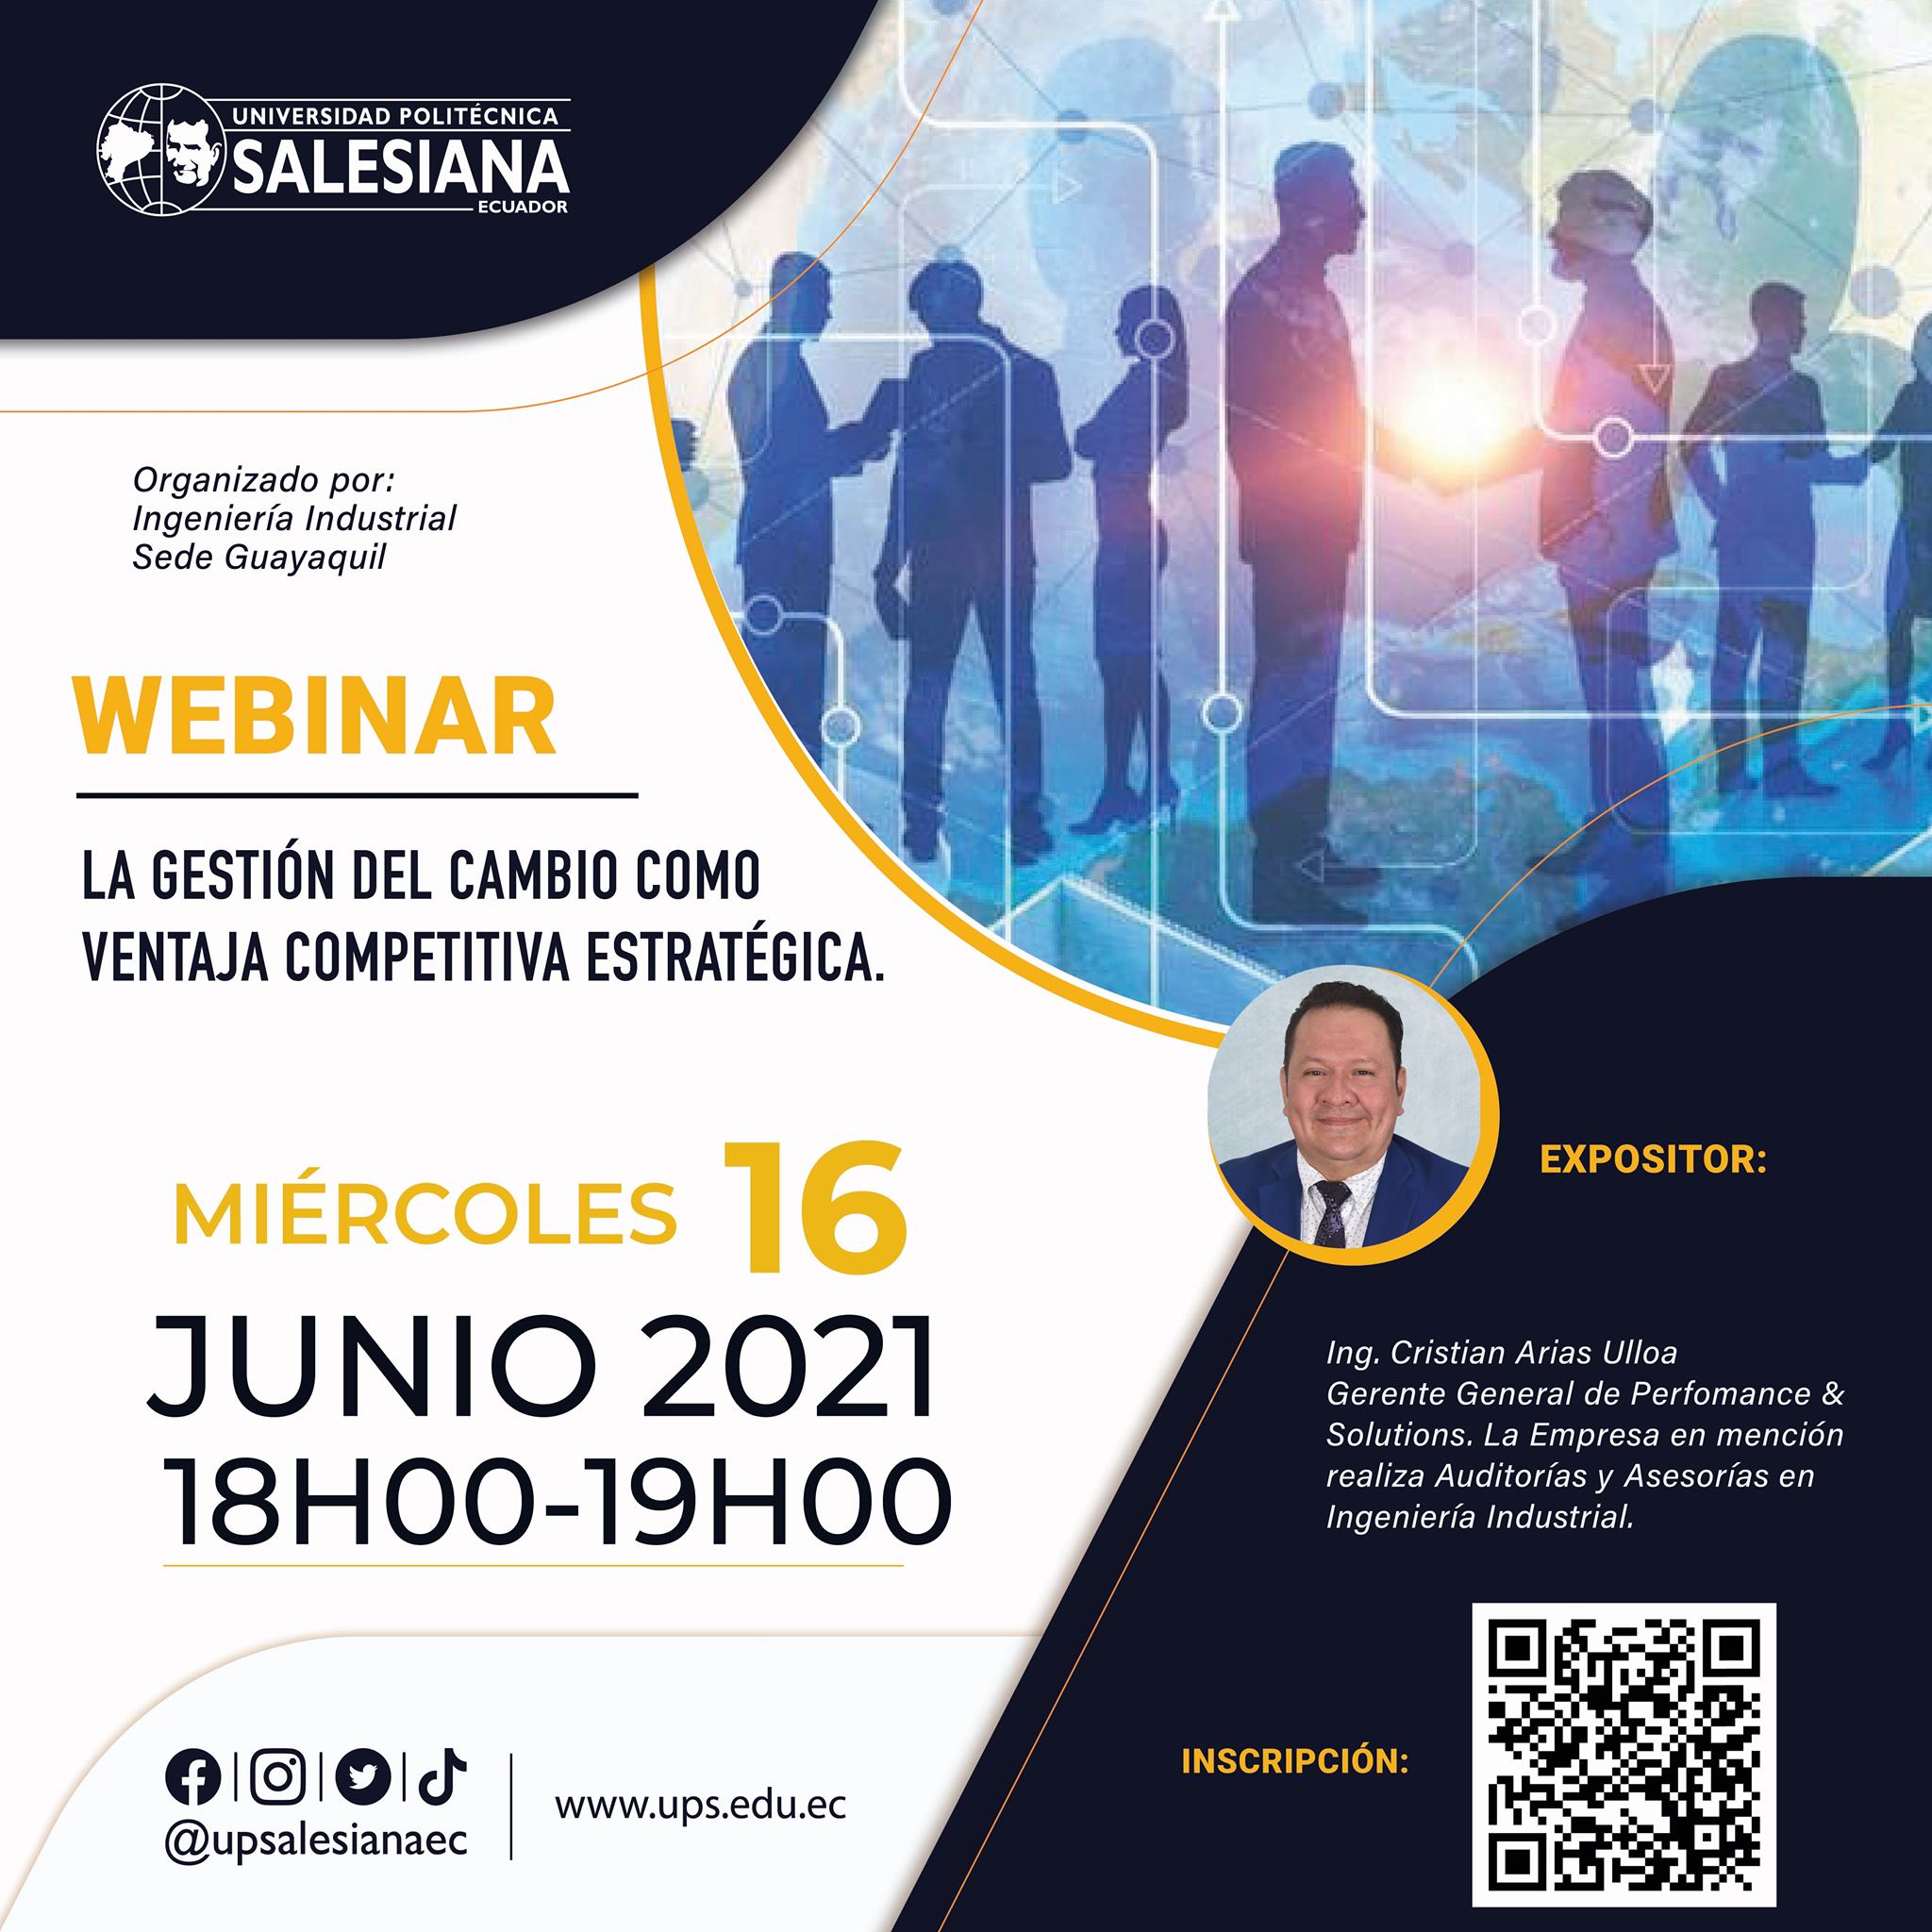 UNIVERSIDAD POLITÉCNICA
SALESIANA
ECUADOR
Organizado por:
Ingeniería Industrial
Sede Guayaquil
WEBINAR
LA GESTIÓN DEL CAMBIO COMO
VENTAJA COMPETITIVA ESTRATÉGICA.
MIÉRCOLES 16
JUNIO 2021
18H00-19H00
EXPOSITOR:
Ing. Cristian Arias Ulloa
Gerente General de Perfomance &
Solutions. La Empresa en mención
realiza Auditorías y Asesorías en
Ingeniería Industrial.
INSCRIPCIÓN:
@upsalesianaec
www.ups.edu.ec